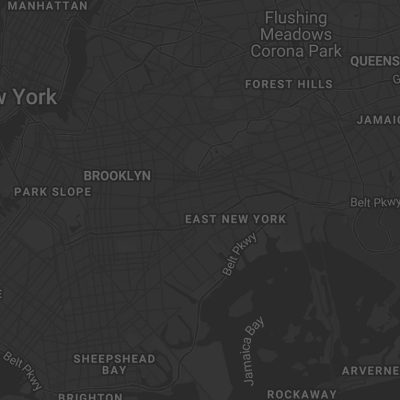 MANHATTAN
Flushing
Meadows
Corona Park
QUEENS
FOREST HILLS
G
w York
JAMAIC
BROOKLYN
PARK SLOPE
Belt Pkwy
EAST NEW YORK
Belt Pkwy
E
Jamaica Bay
Belt Pkwy
SHEEPSHEAD
BAY
ARVERNE
BRIGHTON
ROCKAWAY